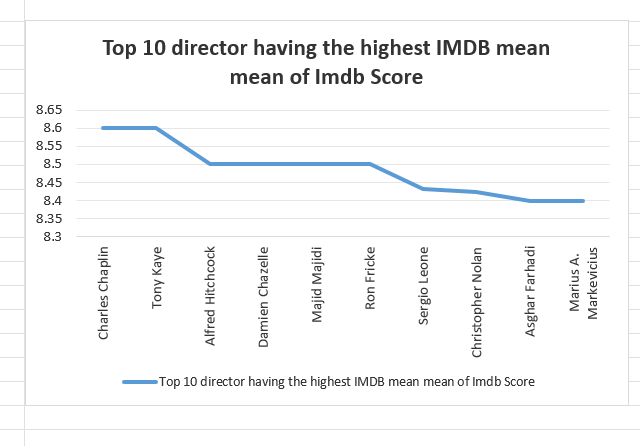 Top 10 director having the highest IMDB mean
mean of Imdb Score
8.65
8.6
8.55
8.5
8.45
8.4
8.35
8.3
Charles Chaplin
Tony Kaye
Alfred Hitchcock
Damien Chazelle
Majid Majidi
Ron Fricke
Sergio Leone
Christopher Nolan
Asghar Farhadi
Marius A.
Markevicius
Top 10 director having the highest IMDB mean mean of Imdb Score